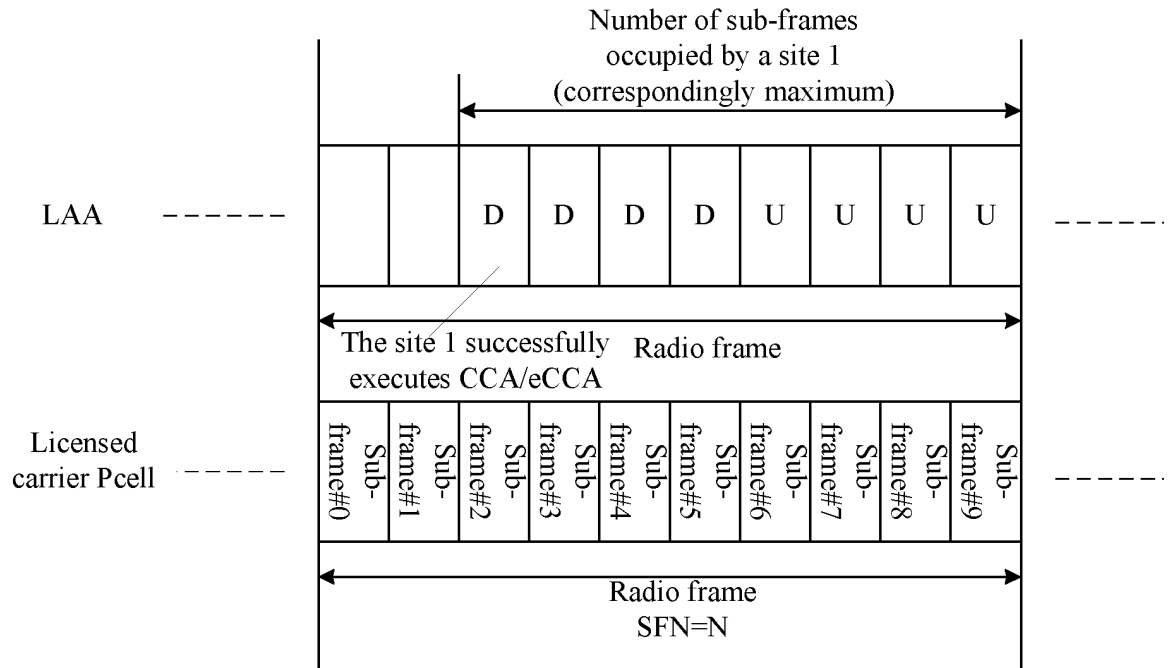 Number of sub-frames
occupied by a site 1
(correspondingly maximum)
LAA
D D D D U U U U
The site 1 successfully
executes CCA/eCCA
Radio frame
Licensed
carrier Pcell
Sub-
frame#0
Sub-
frame#1
Sub-
frame#2
Sub-
frame#3
Sub-
frame#4
Sub-
frame#5
Sub-
frame#6
Sub-
frame#7
Sub-
frame#8
Sub-
frame#9
Radio frame
SFN=N